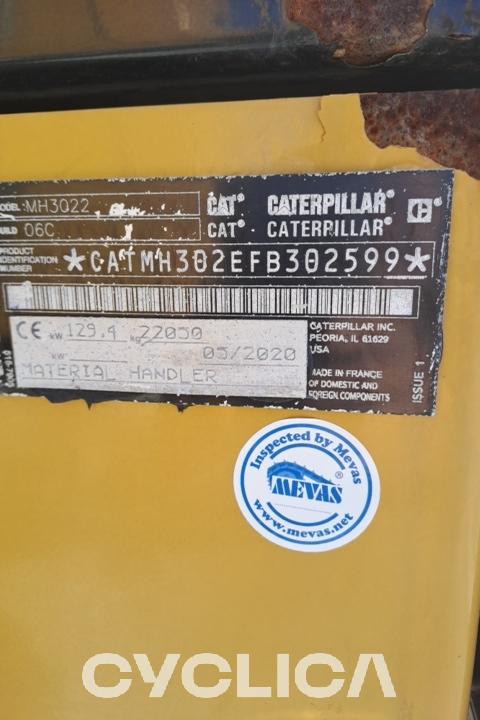 MODEL MH3022
BUILD 06C
CAT® CATERPILLAR®
CAT® CATERPILLAR®
PRODUCT
IDENTIFICATION
NUMBER
*CATMH302EFB302599*
CE kW 129.4 kg 22050
kW 05/2020
MATERIAL HANDLER
CATERPILLAR INC.
PEORIA, IL 61629
USA
MADE IN FRANCE
OF DOMESTIC AND
FOREIGN COMPONENTS
ISSUE 1
Inspected by Mevas
MEVAS
www.mevas.net
CYCLICA